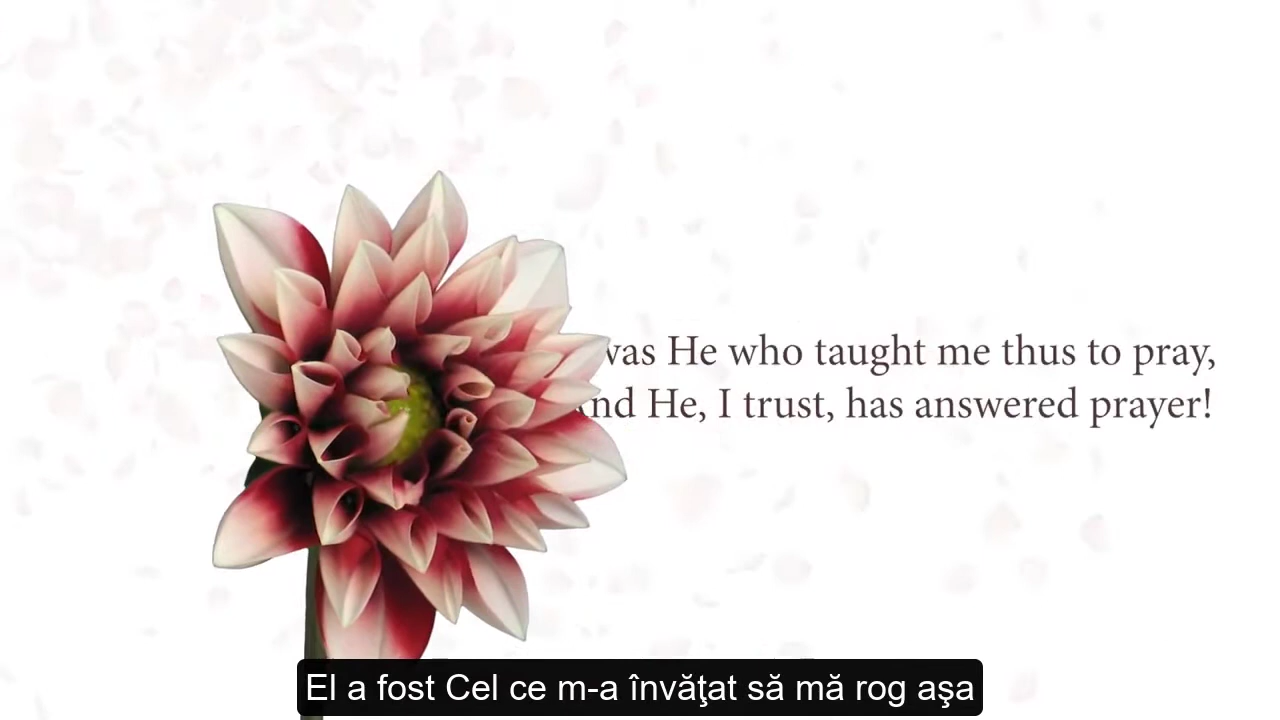 was He who taught me thus to pray,
And He, I trust, has answered prayer!
El a fost Cel ce m-a învăţat să mă rog aşa